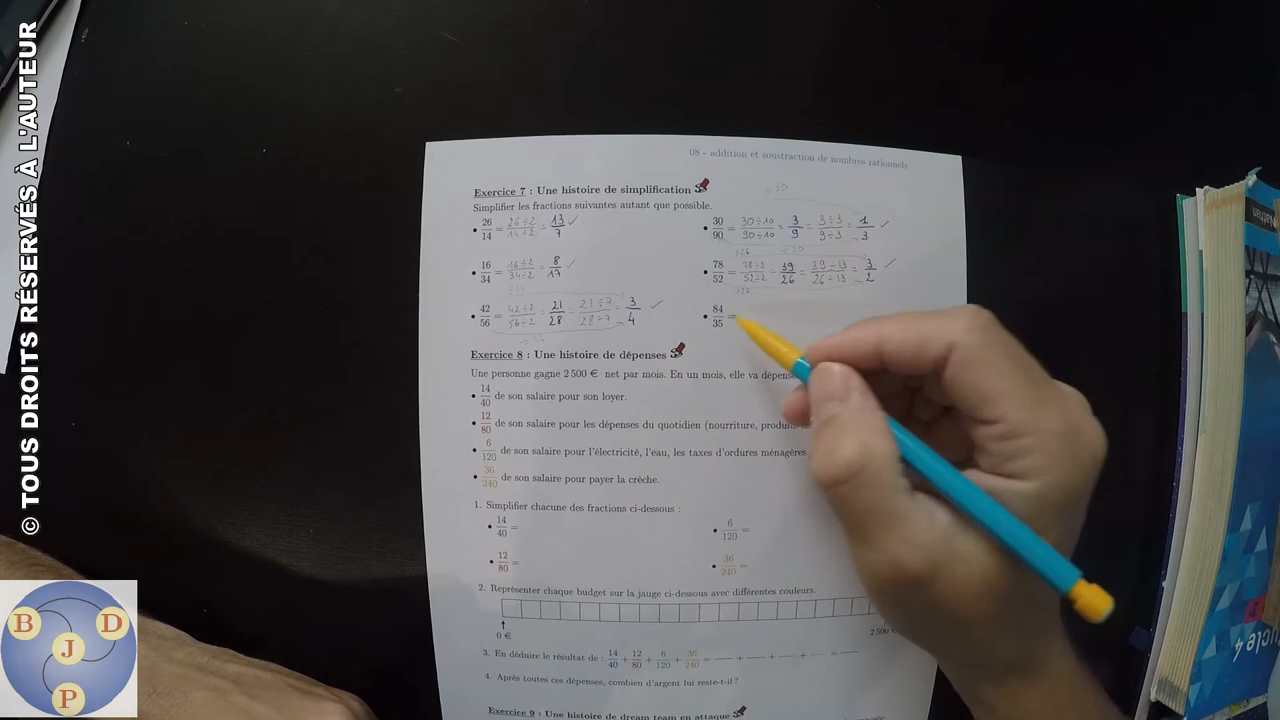 © TOUS DROITS RÉSERVÉS À L'AUTEUR
08 - addition et soustraction de nombres rationnels
Exercice 7 : Une histoire de simplification
÷30
Simplifier les fractions suivantes autant que possible.
• 26/14 = 26÷2/14÷2 = 13/7 ✓
• 30/90 = 30÷10/90÷10 = 3/9 = 3÷3/9÷3 = 1/3 ✓
÷30
• 16/34 = 16÷2/34÷2 = 8/17 ✓
÷26
• 78/52 = 78÷2/52÷2 = 39/26 = 39÷13/26÷13 = 3/2 ✓
÷14
• 42/56 = 42÷2/56÷2 = 21/28 = 21÷7/28÷7 = 3/4 ✓
• 84/35 =
Exercice 8 : Une histoire de dépenses
Une personne gagne 2 500 € net par mois. En un mois, elle va dépens
• 14/40 de son salaire pour son loyer.
• 12/80 de son salaire pour les dépenses du quotidien (nourriture, produi
• 6/120 de son salaire pour l'électricité, l'eau, les taxes d'ordures ménagères,
• 36/240 de son salaire pour payer la crèche.
1. Simplifier chacune des fractions ci-dessous :
• 14/40 =
• 6/120 =
• 12/80 =
• 36/240 =
2. Représenter chaque budget sur la jauge ci-dessous avec différentes couleurs.
0 €
2 500
3. En déduire le résultat de : 14/40 + 12/80 + 6/120 + 36/240 = — + — + — + — = —
4. Après toutes ces dépenses, combien d'argent lui reste-t-il ?
Exercice 9 : Une histoire de dream team en attaque
B
D
J
P
Nathan
cycle 4